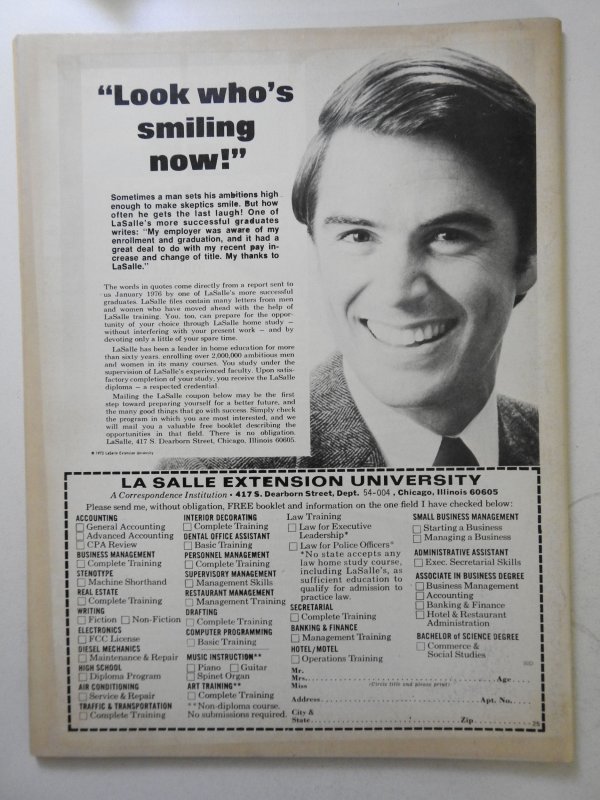 “Look who’s
smiling
now!”
Sometimes a man sets his ambitions high
enough to make skeptics smile. But how
often he gets the last laugh! One of
LaSalle's more successful graduates
writes: "My employer was aware of my
enrollment and graduation, and it had a
great deal to do with my recent pay in-
crease and change of title. My thanks to
LaSalle."
The words in quotes come directly from a report sent to
us January 1976 by one of LaSalle's more successful
graduates. LaSalle files contain many letters from men
and women who have moved ahead with the help of
LaSalle training. You, too, can prepare for the oppor-
tunity of your choice through LaSalle home study —
without interfering with your present work — and by
devoting only a little of your spare time.
LaSalle has been a leader in home education for more
than sixty years, enrolling over 2,000,000 ambitious men
and women in its many courses. You study under the
supervision of LaSalle's experienced faculty. Upon satis-
factory completion of your study, you receive the LaSalle
diploma — a respected credential.
Mailing the LaSalle coupon below may be the first
step toward preparing yourself for a better future, and
the many good things that go with success. Simply check
the program in which you are most interested, and we
will mail you a valuable free booklet describing the
opportunities in that field. There is no obligation.
LaSalle, 417 S. Dearborn Street, Chicago, Illinois 60605.
LaSalle Extension University
LA SALLE EXTENSION UNIVERSITY
A Correspondence Institution • 417 S. Dearborn Street, Dept. 54-004, Chicago, Illinois 60605
Please send me, without obligation, FREE booklet and information on the one field I have checked below:
ACCOUNTING
General Accounting
Advanced Accounting
CPA Review
BUSINESS MANAGEMENT
Complete Training
STENOTYPE
Machine Shorthand
REAL ESTATE
Complete Training
WRITING
Fiction Non-Fiction
ELECTRONICS
FCC License
DIESEL MECHANICS
Maintenance & Repair
HIGH SCHOOL
Diploma Program
AIR CONDITIONING
Service & Repair
TRAFFIC & TRANSPORTATION
Complete Training
INTERIOR DECORATING
Complete Training
DENTAL OFFICE ASSISTANT
Basic Training
PERSONNEL MANAGEMENT
Complete Training
SUPERVISORY MANAGEMENT
Management Skills
RESTAURANT MANAGEMENT
Management Training
DRAFTING
Complete Training
COMPUTER PROGRAMMING
Basic Training
MUSIC INSTRUCTION**
Piano Guitar
Spinet Organ
ART TRAINING**
Complete Training
**Non-diploma course.
No submissions required.
Law Training
Law for Executive
Leadership*
Law for Police Officers*
*No state accepts any
law home study course,
including LaSalle's, as
sufficient education to
qualify for admission to
practice law.
SECRETARIAL
Complete Training
BANKING & FINANCE
Management Training
HOTEL/MOTEL
Operations Training
SMALL BUSINESS MANAGEMENT
Starting a Business
Managing a Business
ADMINISTRATIVE ASSISTANT
Exec. Secretarial Skills
ASSOCIATE IN BUSINESS DEGREE
Business Management
Accounting
Banking & Finance
Hotel & Restaurant
Administration
BACHELOR of SCIENCE DEGREE
Commerce &
Social Studies
Mr.
Mrs. Age
Miss (Circle title and please print)
Address Apt. No.
City &
State Zip 25